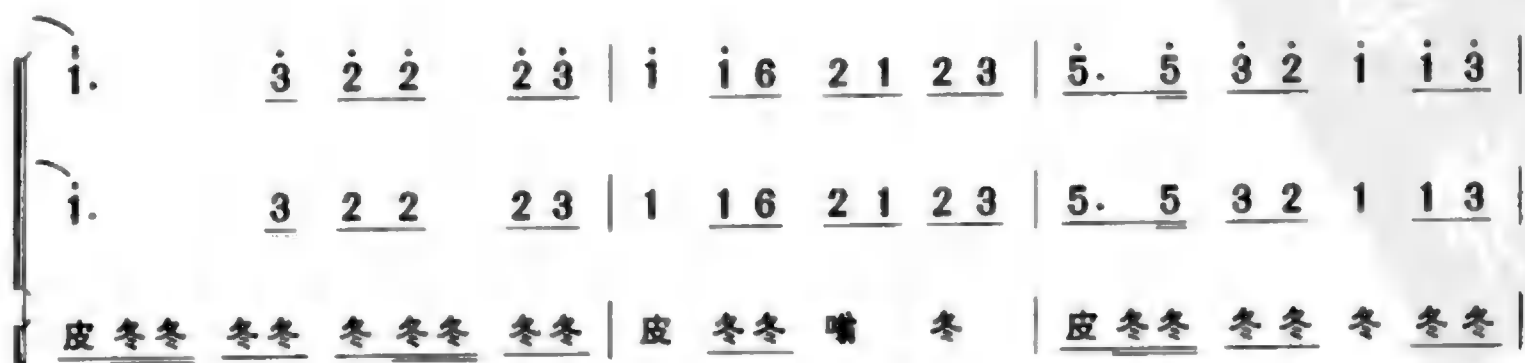 i. 3 2 2 2 3 | i i 6 2 1 2 3 | 5. 5 3 2 i i 3 |
i. 3 2 2 2 3 | 1 1 6 2 1 2 3 | 5. 5 3 2 1 1 3 |
皮 冬冬 冬冬 冬 冬冬 冬冬 | 皮 冬冬 冬 | 皮 冬冬 冬冬 冬 冬冬 |